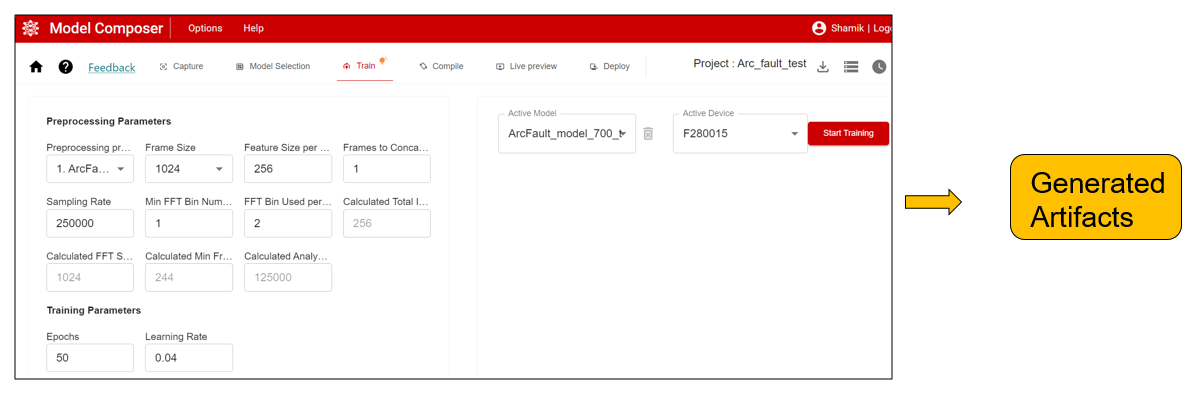 Model Composer Options Help Shamik | Log
Feedback Capture Model Selection Train Compile Live preview Deploy Project : Arc_fault_test
Preprocessing Parameters
Preprocessing pr... Frame Size Feature Size per ... Frames to Conca...
1. ArcFa... 1024 256 1
Sampling Rate Min FFT Bin Num... FFT Bin Used per... Calculated Total I...
250000 1 2 256
Calculated FFT S... Calculated Min Fr... Calculated Analy...
1024 244 125000
Training Parameters
Epochs Learning Rate
50 0.04
Active Model Active Device
ArcFault_model_700_t F280015 Start Training
Generated
Artifacts